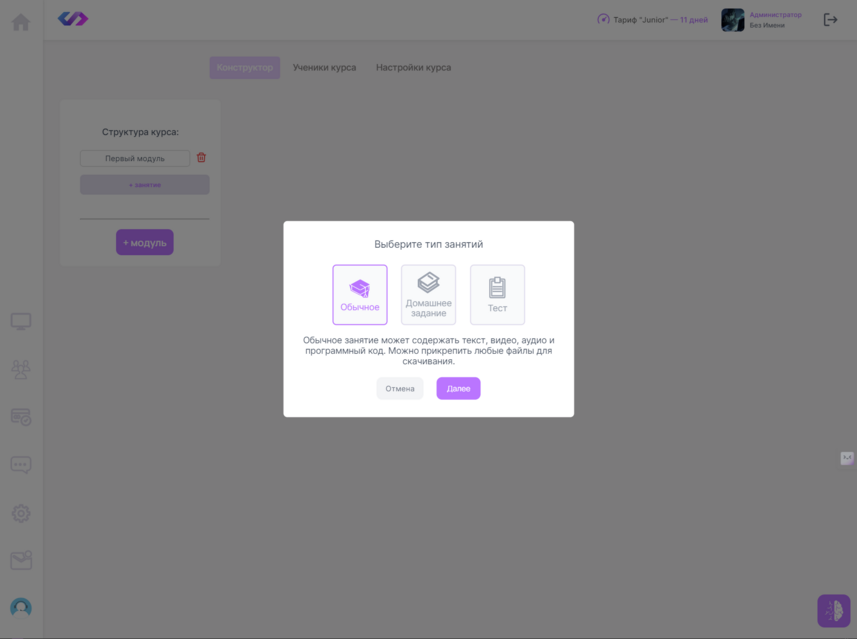 Тариф "Junior" — 11 дней
Администратор
Без Имени
Конструктор
Ученики курса
Настройки курса
Структура курса:
Первый модуль
+ занятие
+ модуль
Выберите тип занятий
Обычное
Домашнее
задание
Тест
Обычное занятие может содержать текст, видео, аудио и
программный код. Можно прикрепить любые файлы для
скачивания.
Отмена
Далее